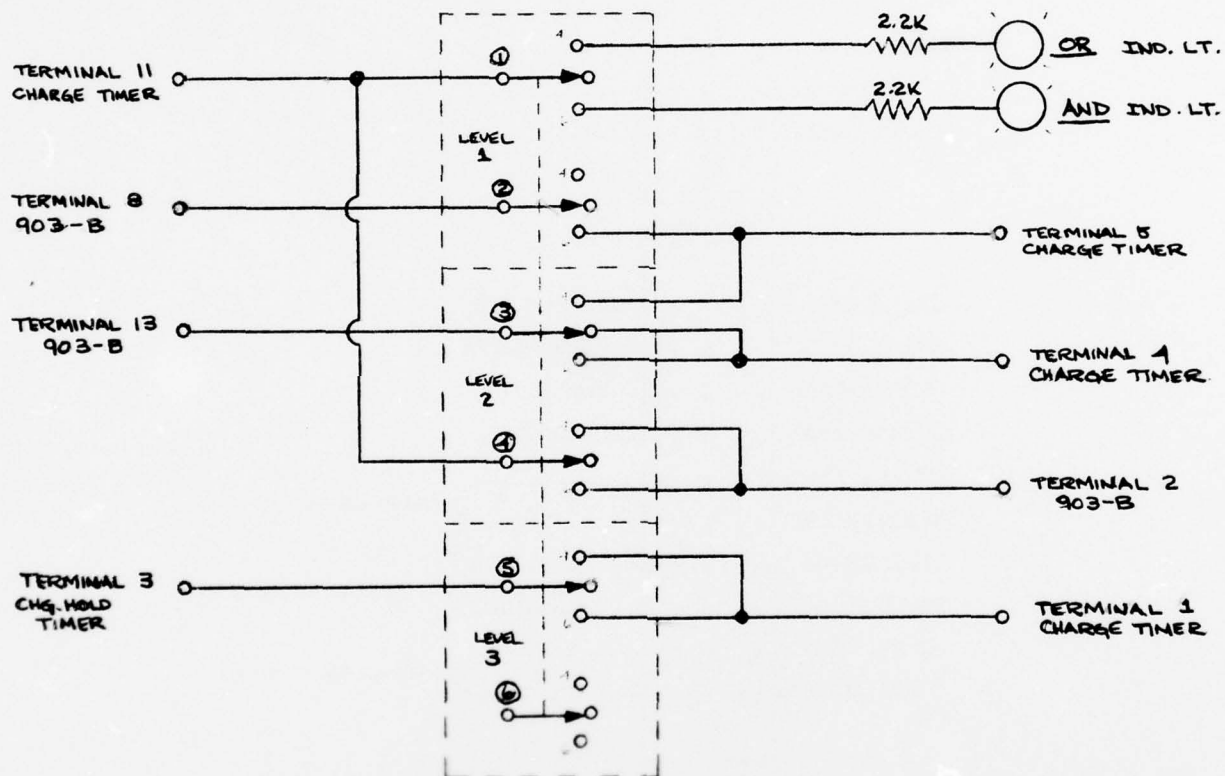 2.2K
OR IND. LT.
TERMINAL 11
CHARGE TIMER
1
2.2K
AND IND. LT.
LEVEL
1
TERMINAL 8
903-B
2
TERMINAL 5
CHARGE TIMER
TERMINAL 13
903-B
3
TERMINAL 4
CHARGE TIMER
LEVEL
2
4
TERMINAL 2
903-B
TERMINAL 3
CHG. HOLD
TIMER
5
TERMINAL 1
CHARGE TIMER
LEVEL
3
6